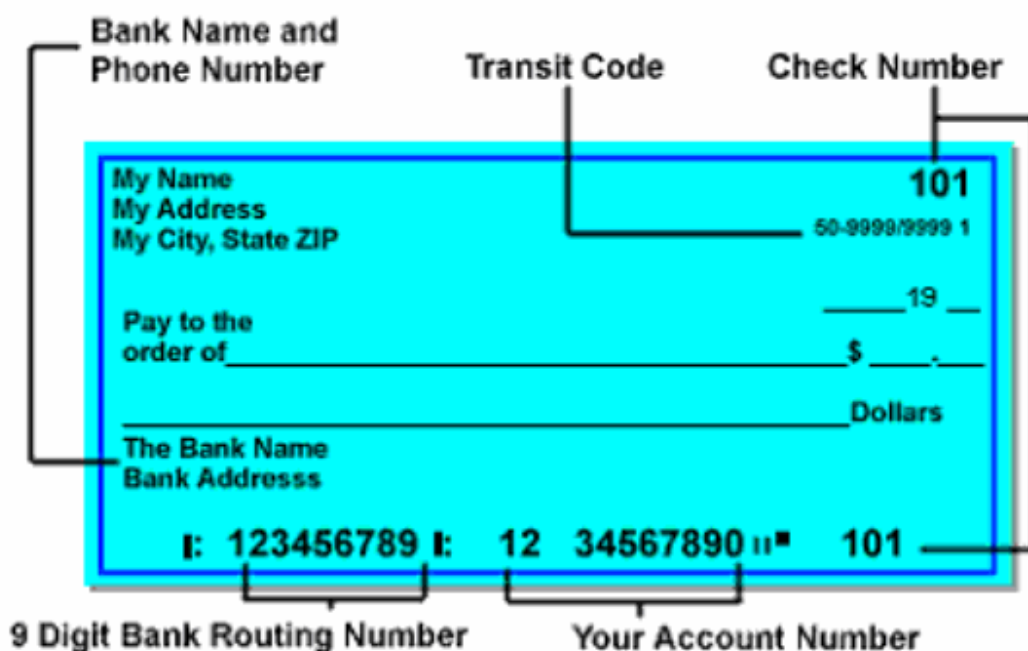 Bank Name and
Phone Number
Transit Code
Check Number
My Name
101
My Address
50-9999/9999 1
My City, State ZIP
19
Pay to the
order of $ .
Dollars
The Bank Name
Bank Addresss
123456789 12 34567890 101
9 Digit Bank Routing Number
Your Account Number